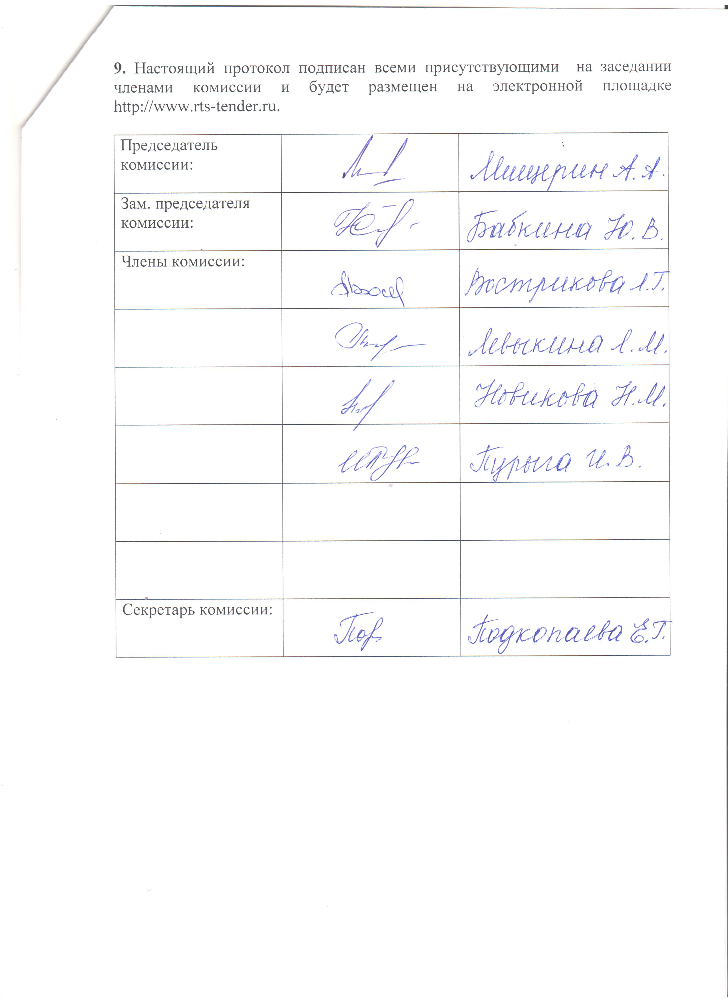 9. Настоящий протокол подписан всеми присутствующими на заседании
членами комиссии и будет размещен на электронной площадке
http://www.rts-tender.ru.
Председатель
комиссии:
Мищерин А. А.
Зам. председателя
комиссии:
Бабкина Ю. В.
Члены комиссии:
Вострикова Л.Г.
Левыкина Л. М.
Новикова Н.М.
Пурыга И. В.
Секретарь комиссии:
Подкопаева Е.Г.